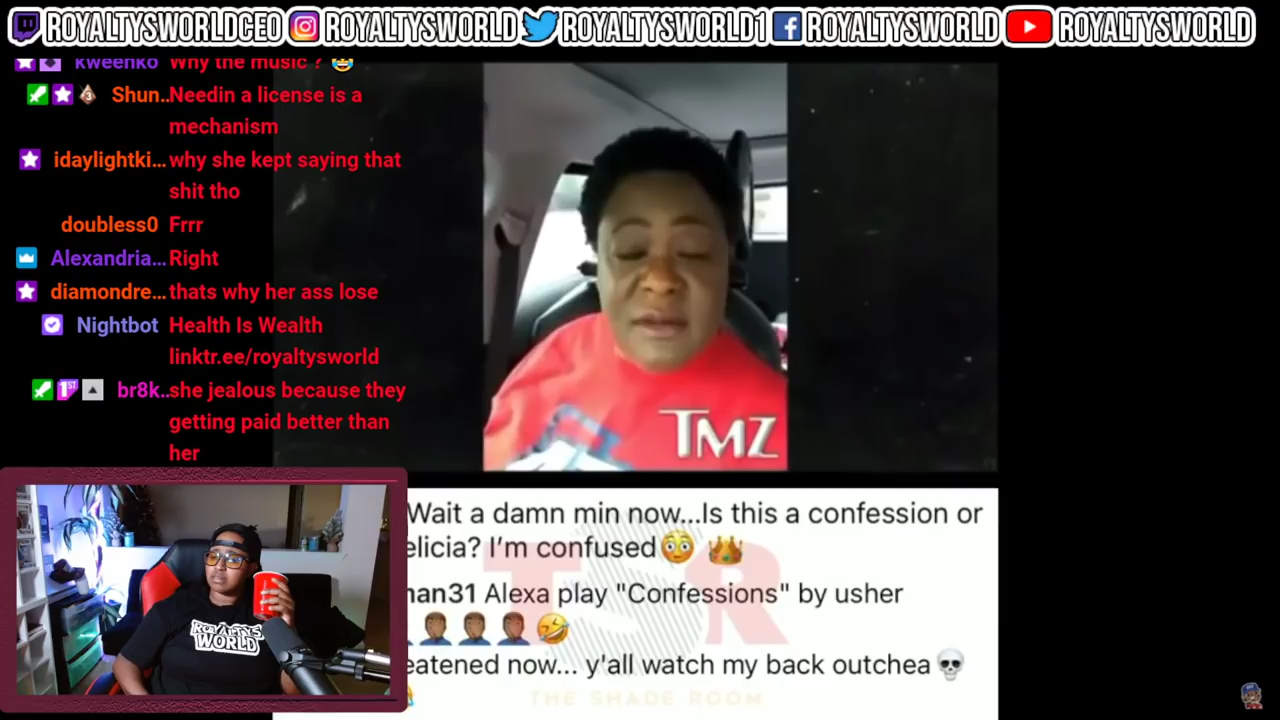 ROYALTYSWORLDCEO ROYALTYSWORLD ROYALTYSWORLD1 ROYALTYSWORLD ROYALTYSWORLD
kweenko Why the music ? 😂
Shun.. Needin a license is a
mechanism
idaylightki... why she kept saying that
shit tho
doubless0 Frrr
Alexandria... Right
diamondre... thats why her ass lose
Nightbot Health Is Wealth
linktr.ee/royaltysworld
br8k.. she jealous because they
getting paid better than
her
TMZ
Wait a damn min now...Is this a confession or
elicia? I'm confused😳 👑
nan31 Alexa play "Confessions" by usher
🤦🏾‍♂️🤦🏾‍♂️🤦🏾‍♂️🤣
eatened now... y'all watch my back outchea💀
TSR
THE SHADE ROOM
ROYALTYS
WORLD